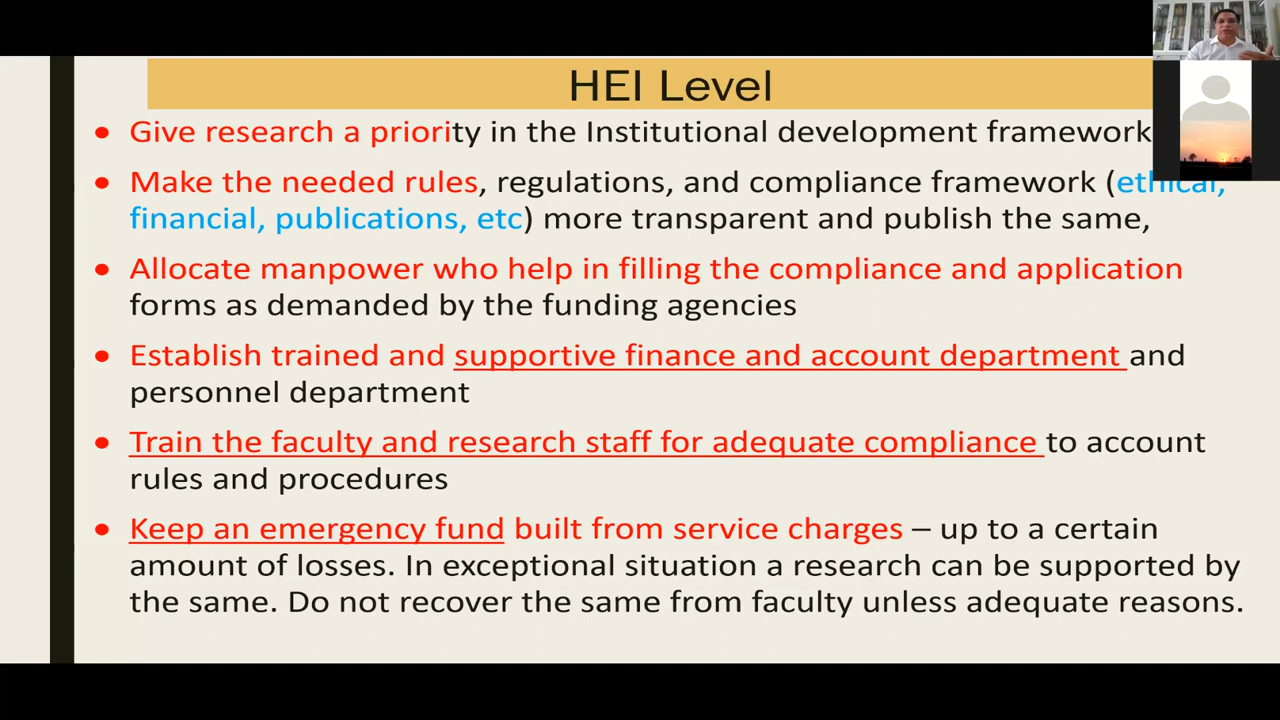 HEI Level
• Give research a priority in the Institutional development framework
• Make the needed rules, regulations, and compliance framework (ethical,
financial, publications, etc) more transparent and publish the same,
• Allocate manpower who help in filling the compliance and application
forms as demanded by the funding agencies
• Establish trained and supportive finance and account department and
personnel department
• Train the faculty and research staff for adequate compliance to account
rules and procedures
• Keep an emergency fund built from service charges – up to a certain
amount of losses. In exceptional situation a research can be supported by
the same. Do not recover the same from faculty unless adequate reasons.